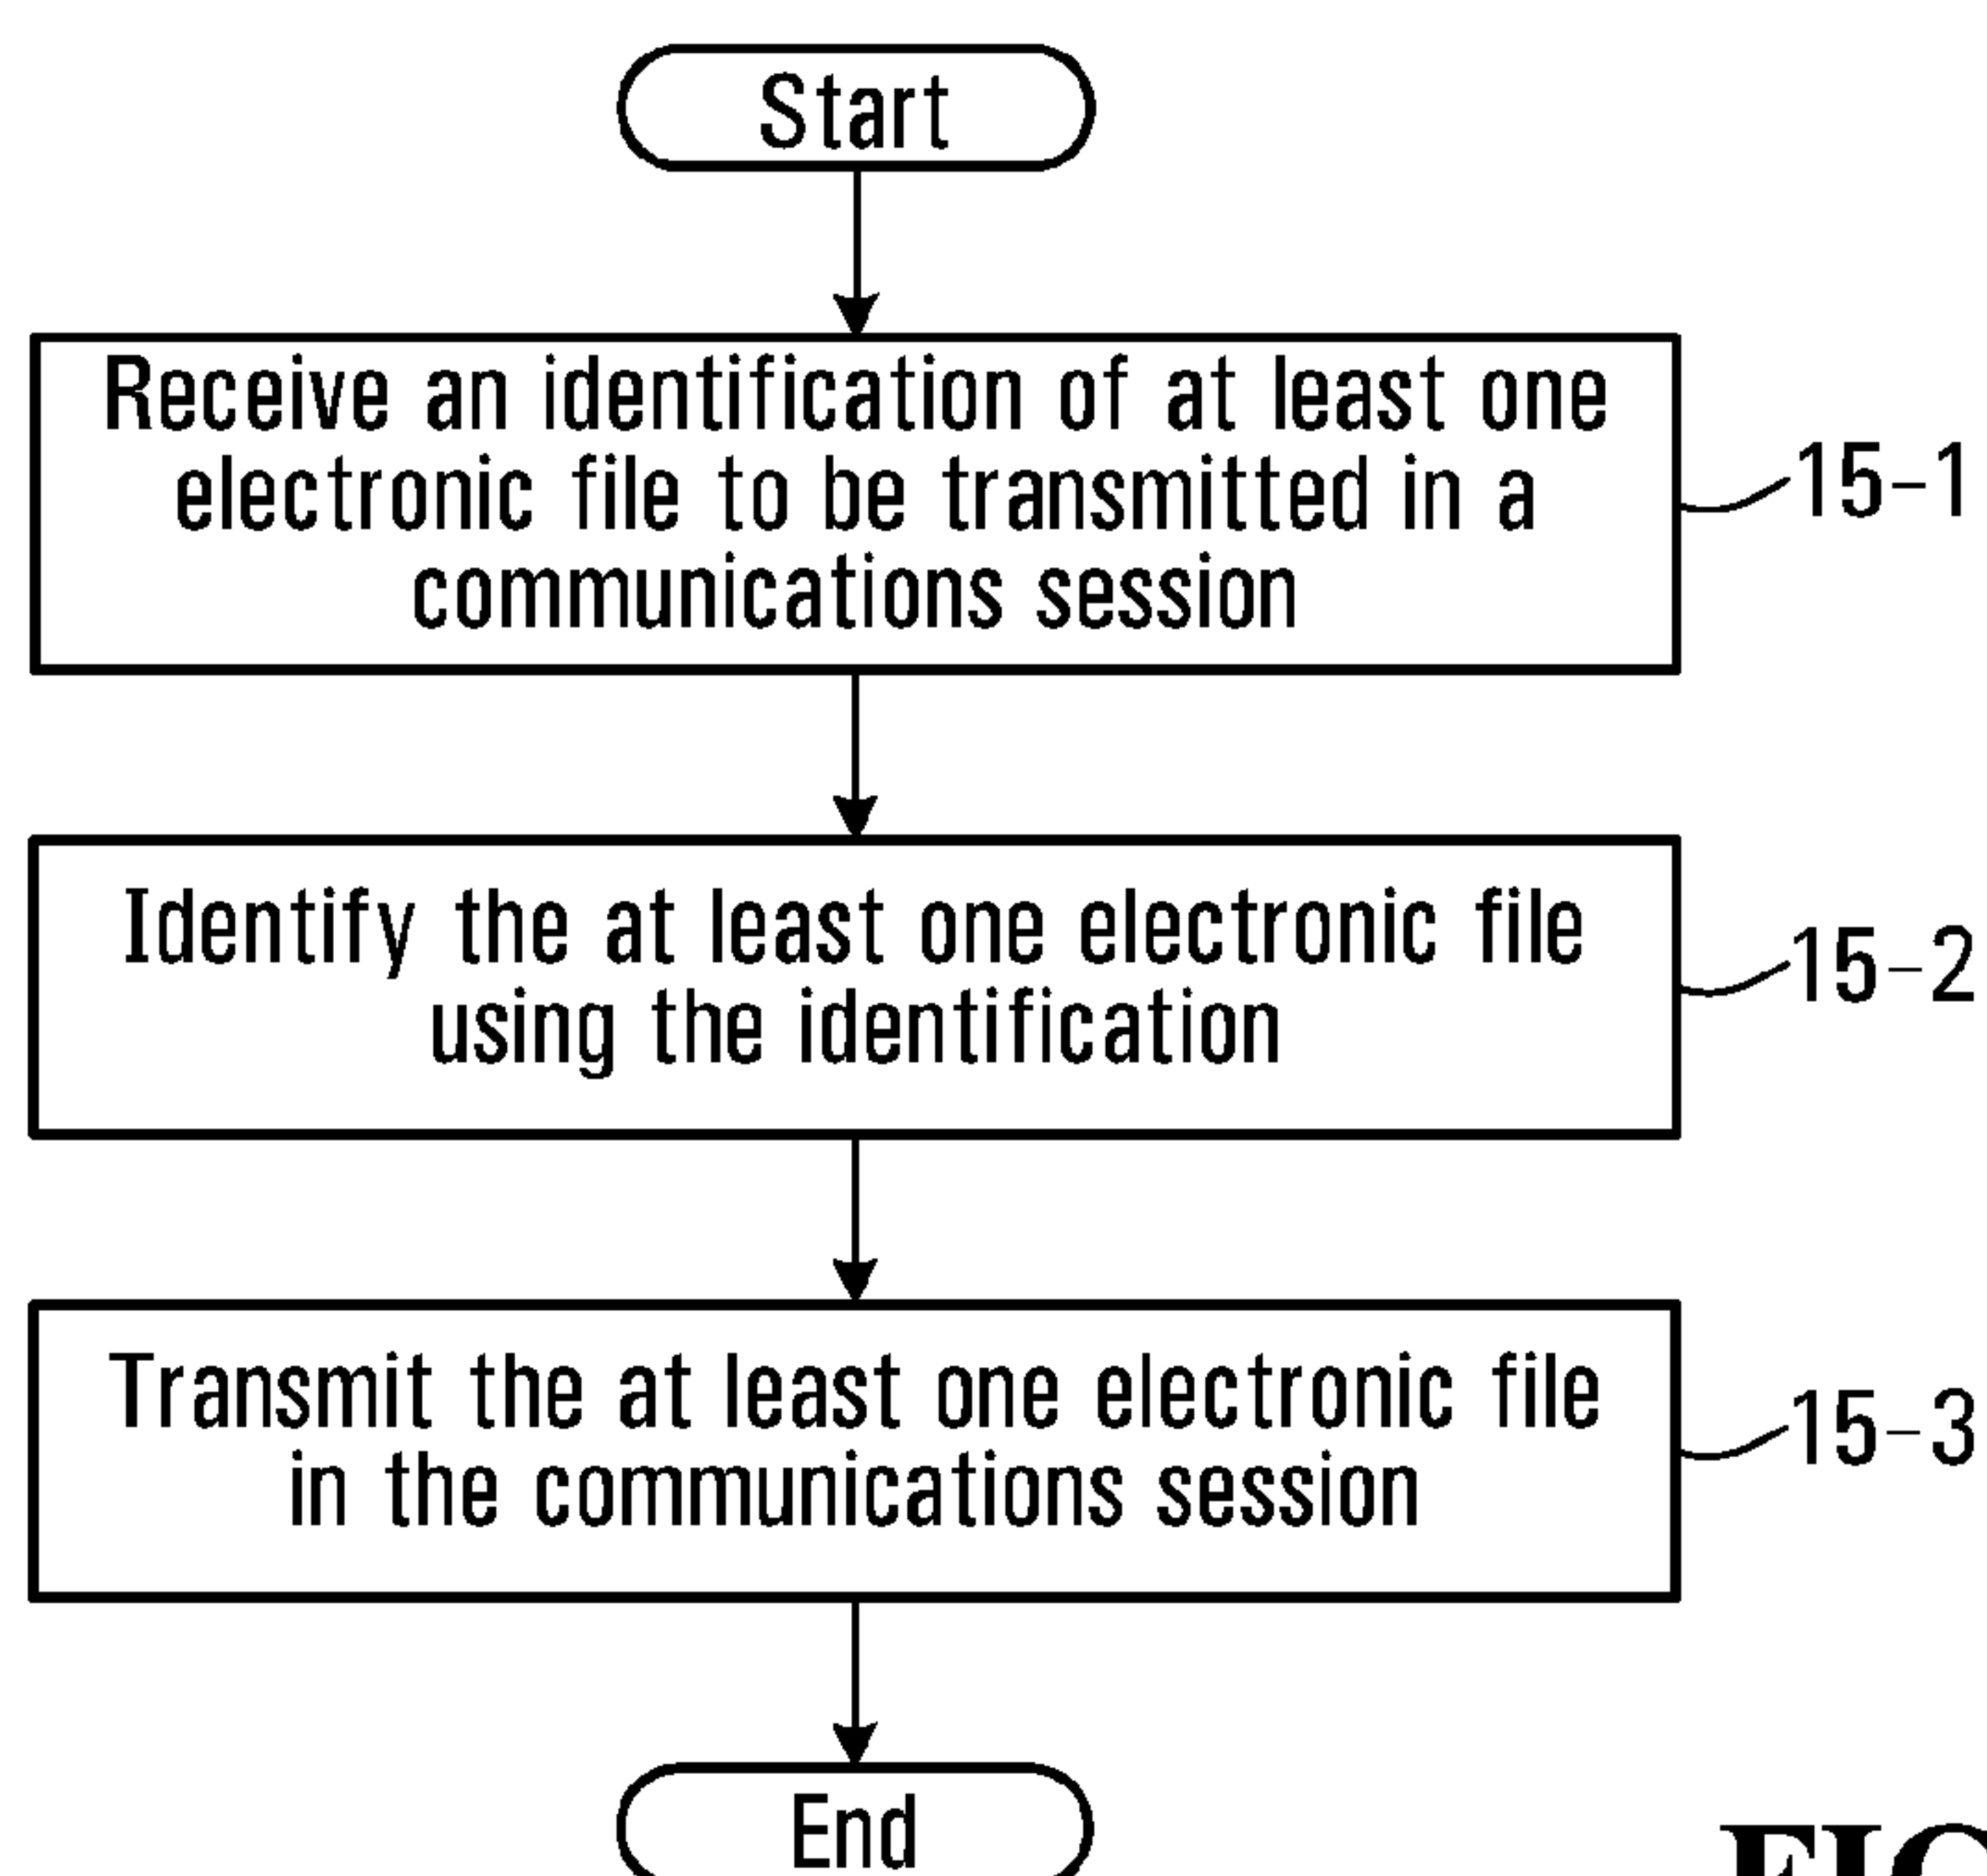 Start
Receive an identification of at least one
electronic file to be transmitted in a
communications session
15-1
Identify the at least one electronic file
using the identification
15-2
Transmit the at least one electronic file
in the communications session
15-3
End